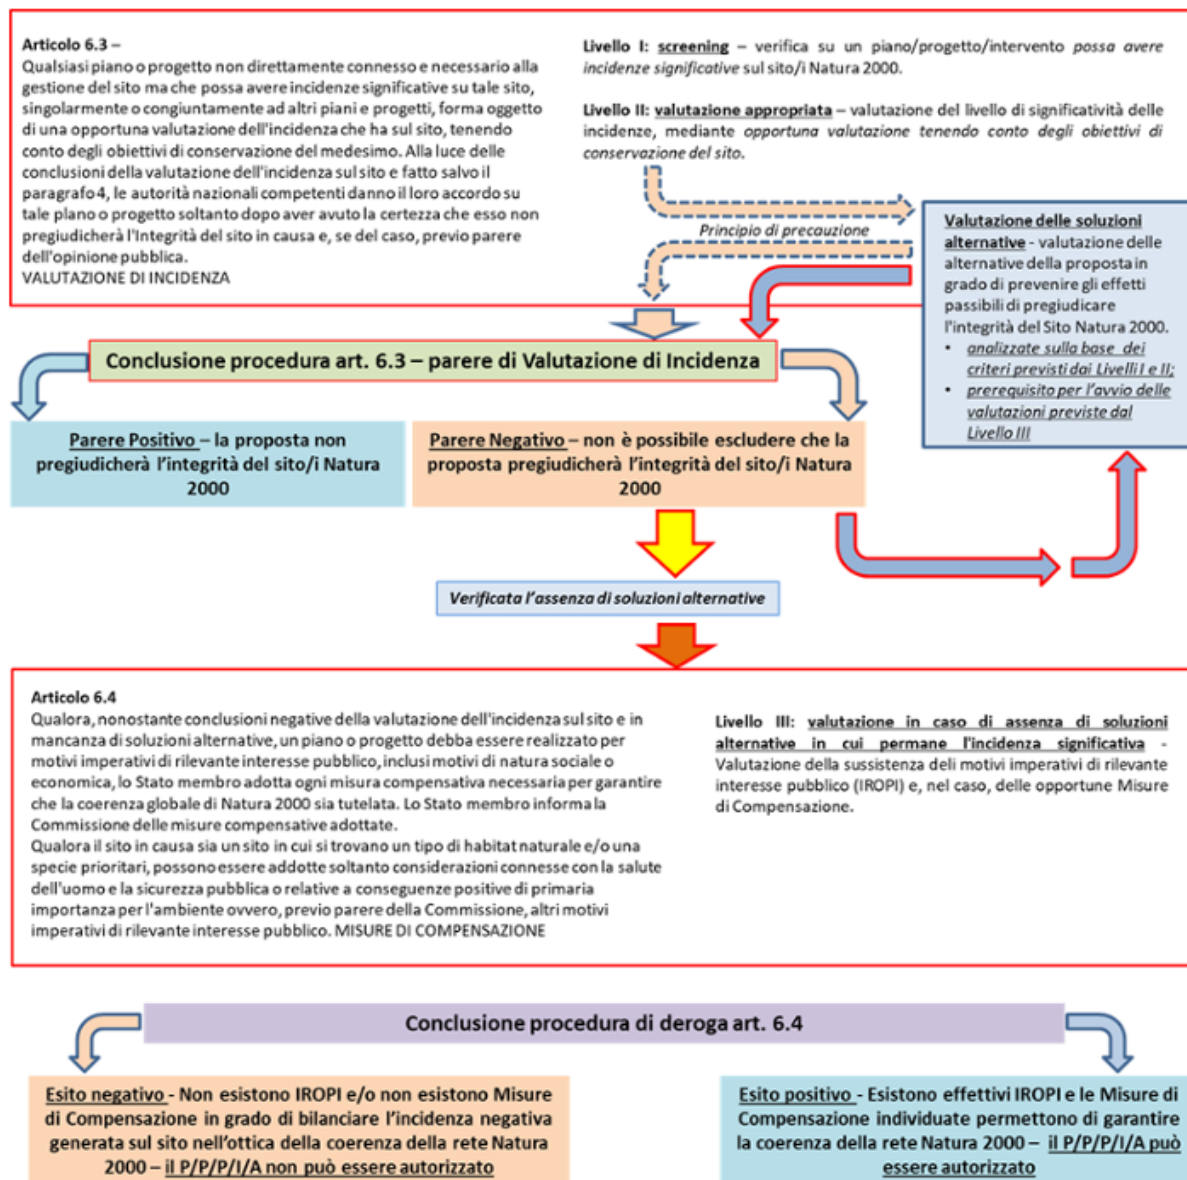 Articolo 6.3 –
Qualsiasi piano o progetto non direttamente connesso e necessario alla
gestione del sito ma che possa avere incidenze significative su tale sito,
singolarmente o congiuntamente ad altri piani e progetti, forma oggetto
di una opportuna valutazione dell'incidenza che ha sul sito, tenendo
conto degli obiettivi di conservazione del medesimo. Alla luce delle
conclusioni della valutazione dell'incidenza sul sito e fatto salvo il
paragrafo 4, le autorità nazionali competenti danno il loro accordo su
tale piano o progetto soltanto dopo aver avuto la certezza che esso non
pregiudicherà l'Integrità del sito in causa e, se del caso, previo parere
dell'opinione pubblica.
VALUTAZIONE DI INCIDENZA
Livello I: screening – verifica su un piano/progetto/intervento possa avere
incidenze significative sul sito/i Natura 2000.
Livello II: valutazione appropriata – valutazione del livello di significatività delle
incidenze, mediante opportuna valutazione tenendo conto degli obiettivi di
conservazione del sito.
Principio di precauzione
Valutazione delle soluzioni
alternative - valutazione delle
alternative della proposta in
grado di prevenire gli effetti
passibili di pregiudicare
l'integrità del Sito Natura 2000.
• analizzate sulla base dei
criteri previsti dai Livelli I e II;
• prerequisito per l'avvio delle
valutazioni previste dal
Livello III
Conclusione procedura art. 6.3 – parere di Valutazione di Incidenza
Parere Positivo – la proposta non
pregiudicherà l'integrità del sito/i Natura
2000
Parere Negativo – non è possibile escludere che la
proposta pregiudicherà l'integrità del sito/i Natura
2000
Verificata l'assenza di soluzioni alternative
Articolo 6.4
Qualora, nonostante conclusioni negative della valutazione dell'incidenza sul sito e in
mancanza di soluzioni alternative, un piano o progetto debba essere realizzato per
motivi imperativi di rilevante interesse pubblico, inclusi motivi di natura sociale o
economica, lo Stato membro adotta ogni misura compensativa necessaria per garantire
che la coerenza globale di Natura 2000 sia tutelata. Lo Stato membro informa la
Commissione delle misure compensative adottate.
Qualora il sito in causa sia un sito in cui si trovano un tipo di habitat naturale e/o una
specie prioritari, possono essere addotte soltanto considerazioni connesse con la salute
dell'uomo e la sicurezza pubblica o relative a conseguenze positive di primaria
importanza per l'ambiente ovvero, previo parere della Commissione, altri motivi
imperativi di rilevante interesse pubblico. MISURE DI COMPENSAZIONE
Livello III: valutazione in caso di assenza di soluzioni
alternative in cui permane l'incidenza significativa -
Valutazione della sussistenza deli motivi imperativi di rilevante
interesse pubblico (IROPI) e, nel caso, delle opportune Misure
di Compensazione.
Conclusione procedura di deroga art. 6.4
Esito negativo - Non esistono IROPI e/o non esistono Misure
di Compensazione in grado di bilanciare l'incidenza negativa
generata sul sito nell'ottica della coerenza della rete Natura
2000 – il P/P/P/I/A non può essere autorizzato
Esito positivo - Esistono effettivi IROPI e le Misure di
Compensazione individuate permettono di garantire
la coerenza della rete Natura 2000 – il P/P/P/I/A può
essere autorizzato